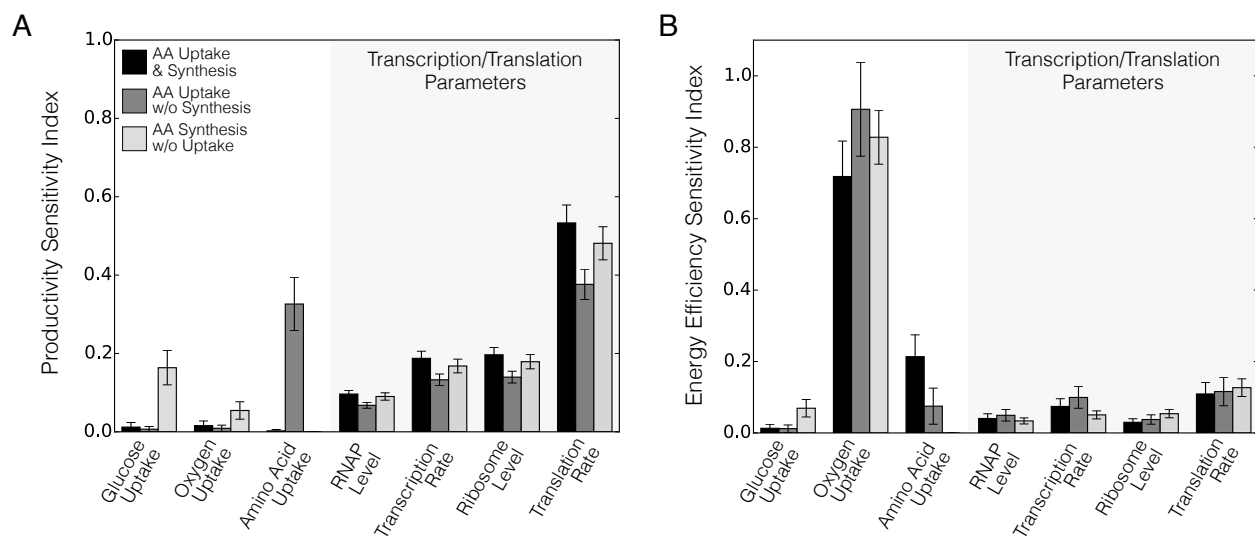 A
Productivity Sensitivity Index
1.0
0.8
0.6
0.4
0.2
0.0
AA Uptake
& Synthesis
AA Uptake
w/o Synthesis
AA Synthesis
w/o Uptake
Transcription/Translation
Parameters
Glucose
Uptake
Oxygen
Uptake
Amino Acid
Uptake
RNAP
Level
Transcription
Rate
Ribosome
Level
Translation
Rate
B
Energy Efficiency Sensitivity Index
1.0
0.8
0.6
0.4
0.2
0.0
Transcription/Translation
Parameters
Glucose
Uptake
Oxygen
Uptake
Amino Acid
Uptake
RNAP
Level
Transcription
Rate
Ribosome
Level
Translation
Rate